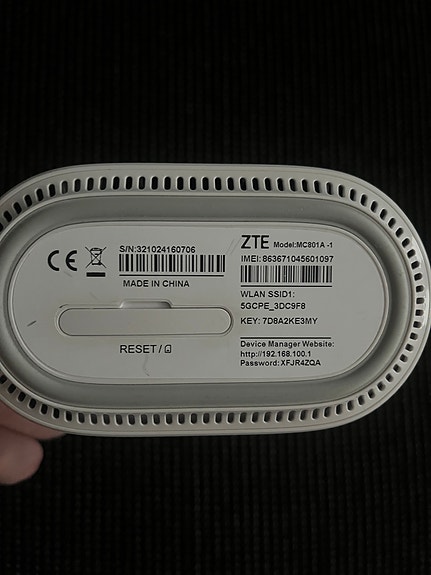 S/N:321024160706
MADE IN CHINA
RESET/
ZTE Model:MC801A -1
IMEI:863671045601097
WLAN SSID1:
5GCPE_3DC9F8
KEY: 7D8A2KE3MY
Device Manager Website:
http://192.168.100.1
Password: XFJR4ZQA